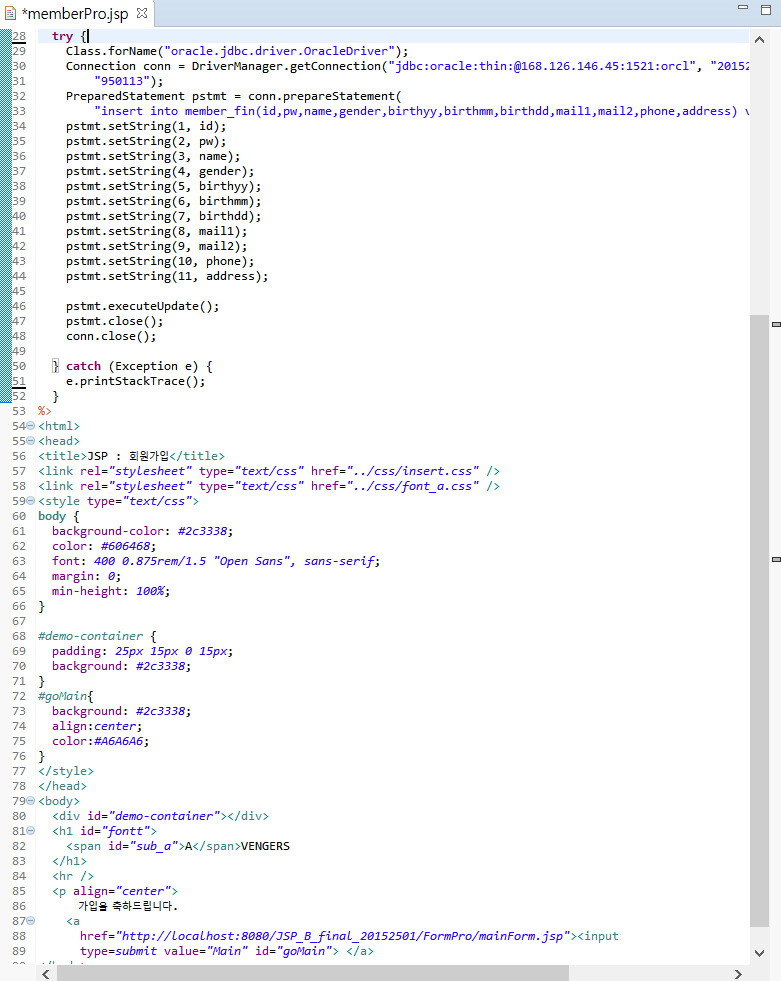 *memberPro.jsp
28 try {
29 Class.forName("oracle.jdbc.driver.OracleDriver");
30 Connection conn = DriverManager.getConnection("jdbc:oracle:thin:@168.126.146.45:1521:orcl", "20152
31 "950113");
32 PreparedStatement pstmt = conn.prepareStatement(
33 "insert into member_fin(id,pw,name,gender,birthyy,birthmm,birthdd,mail1,mail2,phone,address) v
34 pstmt.setString(1, id);
35 pstmt.setString(2, pw);
36 pstmt.setString(3, name);
37 pstmt.setString(4, gender);
38 pstmt.setString(5, birthyy);
39 pstmt.setString(6, birthmm);
40 pstmt.setString(7, birthdd);
41 pstmt.setString(8, mail1);
42 pstmt.setString(9, mail2);
43 pstmt.setString(10, phone);
44 pstmt.setString(11, address);
45
46 pstmt.executeUpdate();
47 pstmt.close();
48 conn.close();
49
50 } catch (Exception e) {
51 e.printStackTrace();
52 }
53 %>
54 <html>
55 <head>
56 <title>JSP : 회원가입</title>
57 <link rel="stylesheet" type="text/css" href="../css/insert.css" />
58 <link rel="stylesheet" type="text/css" href="../css/font_a.css" />
59 <style type="text/css">
60 body {
61 background-color: #2c3338;
62 color: #606468;
63 font: 400 0.875rem/1.5 "Open Sans", sans-serif;
64 margin: 0;
65 min-height: 100%;
66 }
67
68 #demo-container {
69 padding: 25px 15px 0 15px;
70 background: #2c3338;
71 }
72 #goMain{
73 background: #2c3338;
74 align:center;
75 color:#A6A6A6;
76 }
77 </style>
78 </head>
79 <body>
80 <div id="demo-container"></div>
81 <h1 id="fontt">
82 <span id="sub_a">A</span>VENGERS
83 </h1>
84 <hr />
85 <p align="center">
86 가입을 축하드립니다.
87 <a
88 href="http://localhost:8080/JSP_B_final_20152501/FormPro/mainForm.jsp"><input
89 type=submit value="Main" id="goMain"> </a>